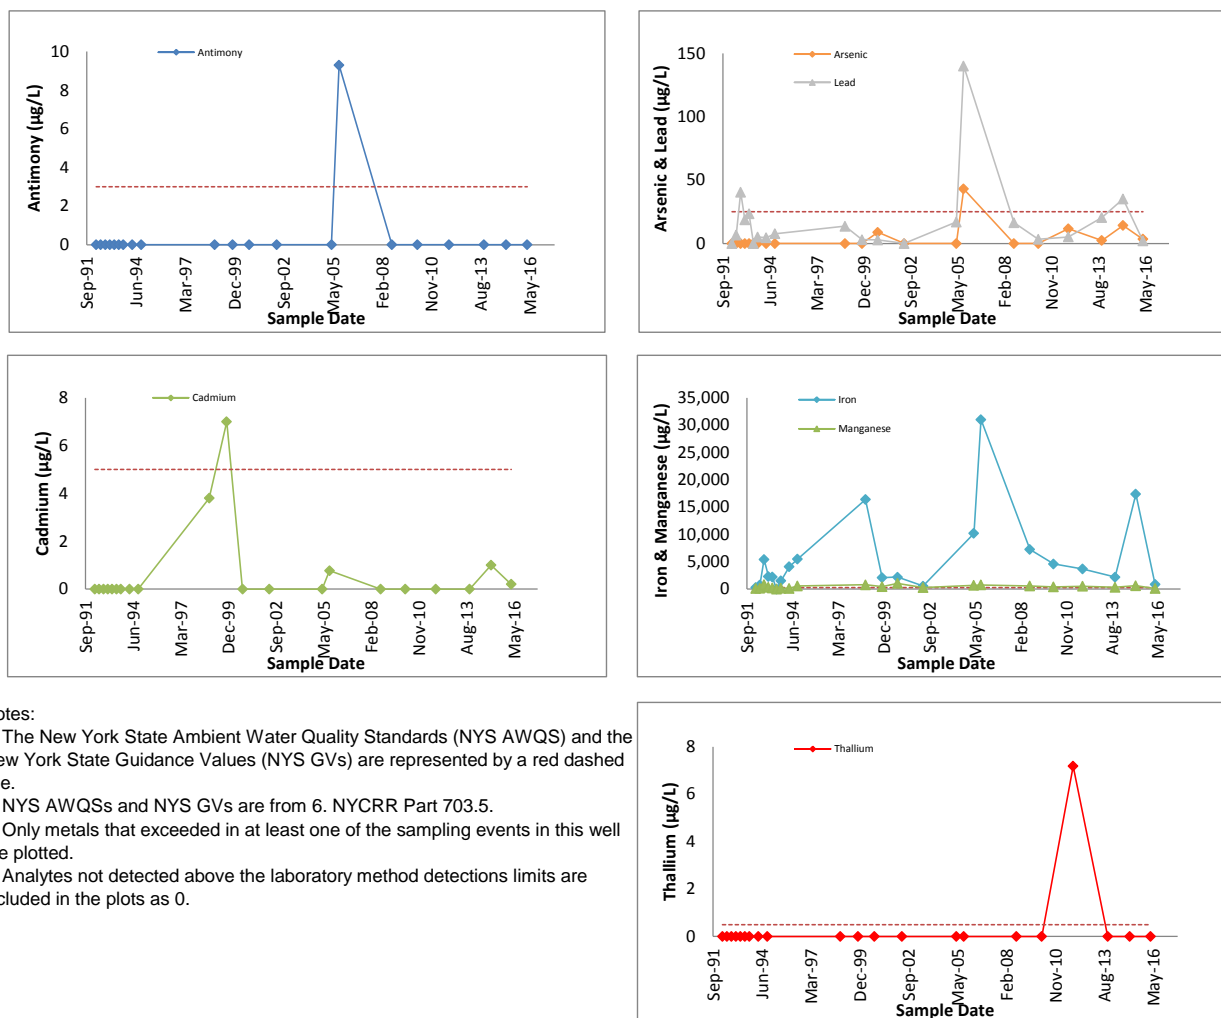 Antimony
Antimony (µg/L)
10
8
6
4
2
0
Sep-91
Jun-94
Mar-97
Dec-99
Sep-02
May-05
Feb-08
Nov-10
Aug-13
May-16
Sample Date
Arsenic
Lead
Arsenic & Lead (µg/L)
150
100
50
0
Sep-91
Jun-94
Mar-97
Dec-99
Sep-02
May-05
Feb-08
Nov-10
Aug-13
May-16
Sample Date
Cadmium
Cadmium (µg/L)
8
6
4
2
0
Sep-91
Jun-94
Mar-97
Dec-99
Sep-02
May-05
Feb-08
Nov-10
Aug-13
May-16
Sample Date
Iron
Manganese
Iron & Manganese (µg/L)
35,000
30,000
25,000
20,000
15,000
10,000
5,000
0
Sep-91
Jun-94
Mar-97
Dec-99
Sep-02
May-05
Feb-08
Nov-10
Aug-13
May-16
Sample Date
otes:
The New York State Ambient Water Quality Standards (NYS AWQS) and the
ew York State Guidance Values (NYS GVs) are represented by a red dashed
e.
NYS AWQSs and NYS GVs are from 6. NYCRR Part 703.5.
Only metals that exceeded in at least one of the sampling events in this well
e plotted.
Analytes not detected above the laboratory method detections limits are
cluded in the plots as 0.
Thallium
Thallium (µg/L)
8
6
4
2
0
Sep-91
Jun-94
Mar-97
Dec-99
Sep-02
May-05
Feb-08
Nov-10
Aug-13
May-16
Sample Date